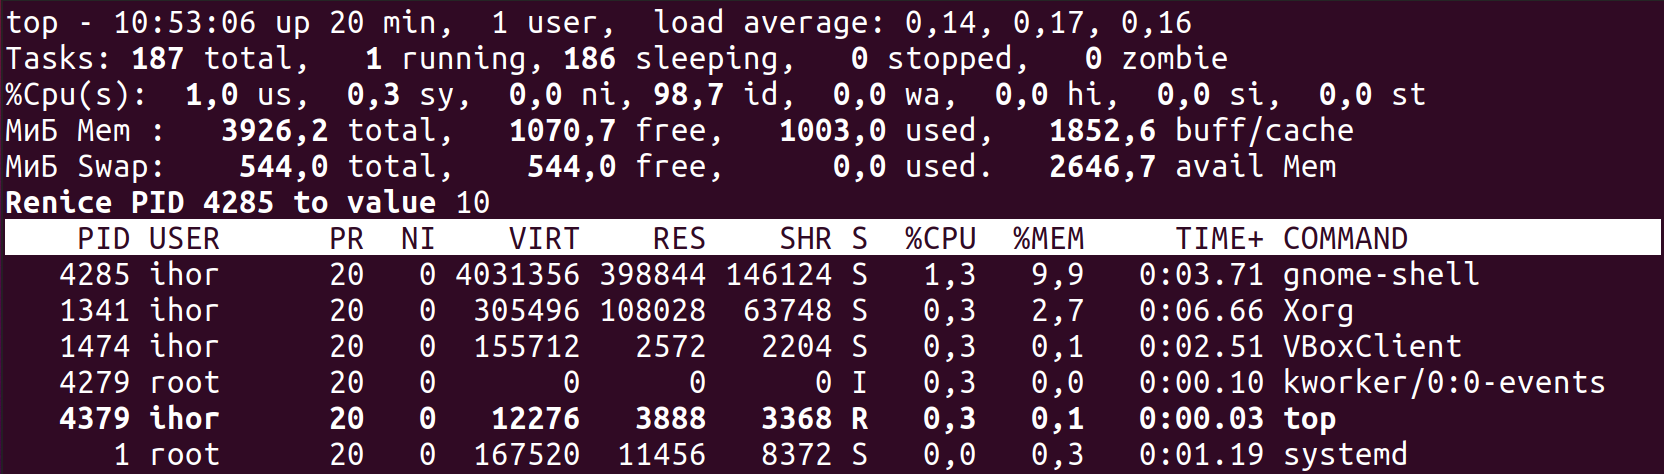 top - 10:53:06 up 20 min,  1 user,  load average: 0,14, 0,17, 0,16
Tasks: 187 total,   1 running, 186 sleeping,   0 stopped,   0 zombie
%Cpu(s):  1,0 us,  0,3 sy,  0,0 ni, 98,7 id,  0,0 wa,  0,0 hi,  0,0 si,  0,0 st
МиБ Mem :   3926,2 total,   1070,7 free,   1003,0 used,   1852,6 buff/cache
МиБ Swap:    544,0 total,    544,0 free,      0,0 used.   2646,7 avail Mem
Renice PID 4285 to value 10
    PID USER      PR  NI    VIRT    RES    SHR S  %CPU  %MEM     TIME+ COMMAND
   4285 ihor      20   0 4031356 398844 146124 S   1,3   9,9   0:03.71 gnome-shell
   1341 ihor      20   0  305496 108028  63748 S   0,3   2,7   0:06.66 Xorg
   1474 ihor      20   0  155712   2572   2204 S   0,3   0,1   0:02.51 VBoxClient
   4279 root      20   0       0      0      0 I   0,3   0,0   0:00.10 kworker/0:0-events
   4379 ihor      20   0   12276   3888   3368 R   0,3   0,1   0:00.03 top
      1 root      20   0  167520  11456   8372 S   0,0   0,3   0:01.19 systemd